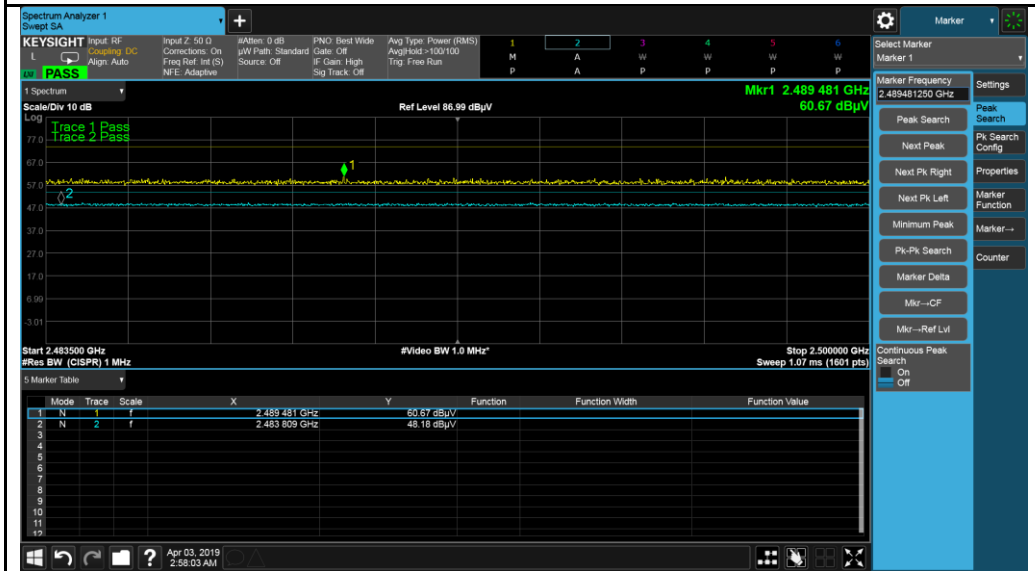 Spectrum Analyzer 1
Swept SA
+
Marker
KEYSIGHT
L
PASS
Input: RF
Coupling: DC
Align: Auto
Input Z: 50 Ω
Corrections: On
Freq Ref: Int (S)
NFE: Adaptive
#Atten: 0 dB
µW Path: Standard
Source: Off
PNO: Best Wide
Gate: Off
IF Gain: High
Sig Track: Off
Avg Type: Power (RMS)
Avg|Hold:>100/100
Trig: Free Run
1 2 3 4 5 6
M A W W W W
P A P P P P
Select Marker
Marker 1
1 Spectrum
Mkr1 2.489 481 GHz
Scale/Div 10 dB
Ref Level 86.99 dBµV
60.67 dBµV
Log
Trace 1 Pass
Trace 2 Pass
77.0
67.0
57.0
47.0
37.0
27.0
17.0
6.99
-3.01
1
2
Start 2.483500 GHz
#Video BW 1.0 MHz*
Stop 2.500000 GHz
#Res BW (CISPR) 1 MHz
Sweep 1.07 ms (1601 pts)
Marker Frequency
2.489481250 GHz
Peak Search
Next Peak
Next Pk Right
Next Pk Left
Minimum Peak
Pk-Pk Search
Marker Delta
Mkr→CF
Mkr→Ref Lvl
Continuous Peak
Search
On
Off
Settings
Peak
Search
Pk Search
Config
Properties
Marker
Function
Marker→
Counter
5 Marker Table
Mode Trace Scale X Y Function Function Width Function Value
1 N 1 f 2.489 481 GHz 60.67 dBµV
2 N 2 f 2.483 809 GHz 48.18 dBµV
3
4
5
6
7
8
9
10
11
12
?
Apr 03, 2019
2:58:03 AM